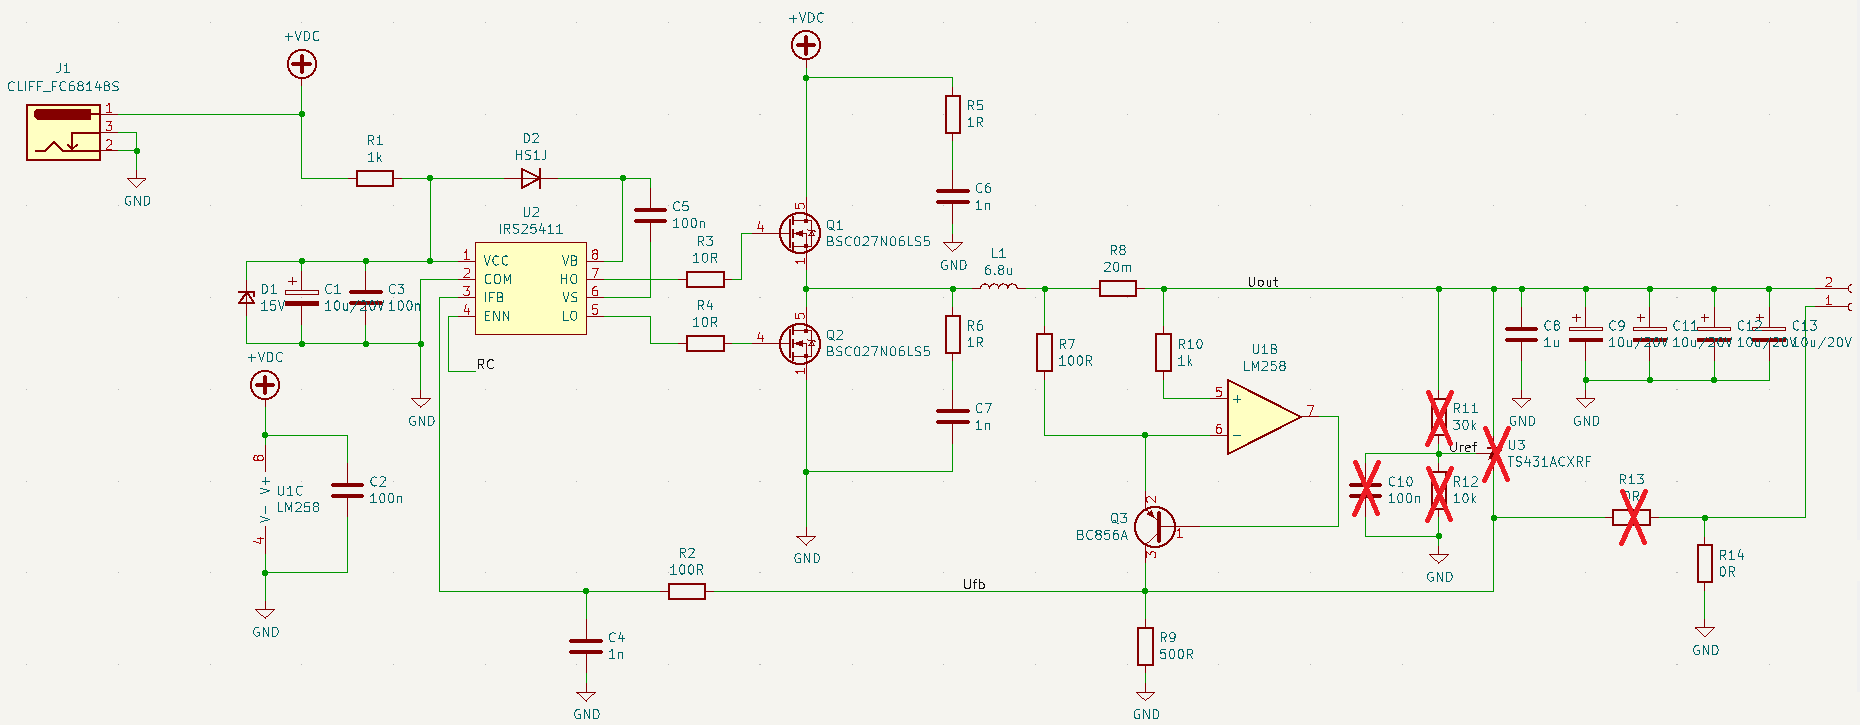 +VDC
J1
CLIFF_FC68148S
1
3
2
GND
+VDC
R1
1k
D2
HS1J
U2
IRS25411
1 VCC VB 8
2 COM HO 7
3 IFB VS 6
4 ENN LO 5
RC
D1
15V
C1
10u/20V
C3
100n
GND
C5
100n
R3
10R
R4
10R
+VDC
8
V+
U1C
LM258
V-
4
C2
100n
GND
5
4
Q1
BSC027N06LS5
1
5
4
Q2
BSC027N06LS5
1
R5
1R
C6
1n
GND
R6
1R
C7
1n
GND
L1
6.8u
R8
20m
R7
100R
R10
1k
U1B
LM258
5
+
6
-
7
Uout
2
Q3
BC856A
1
3
Ufb
R2
100R
C4
1n
GND
R9
500R
GND
R11
30k
Uref
U3
TS431ACXRF
C10
100n
R12
10k
GND
C8
1u
GND
C9
10u/20V
C11
10u/20V
C12
10u/20V
C13
10u/20V
GND
2
1
R13
0R
R14
0R
GND